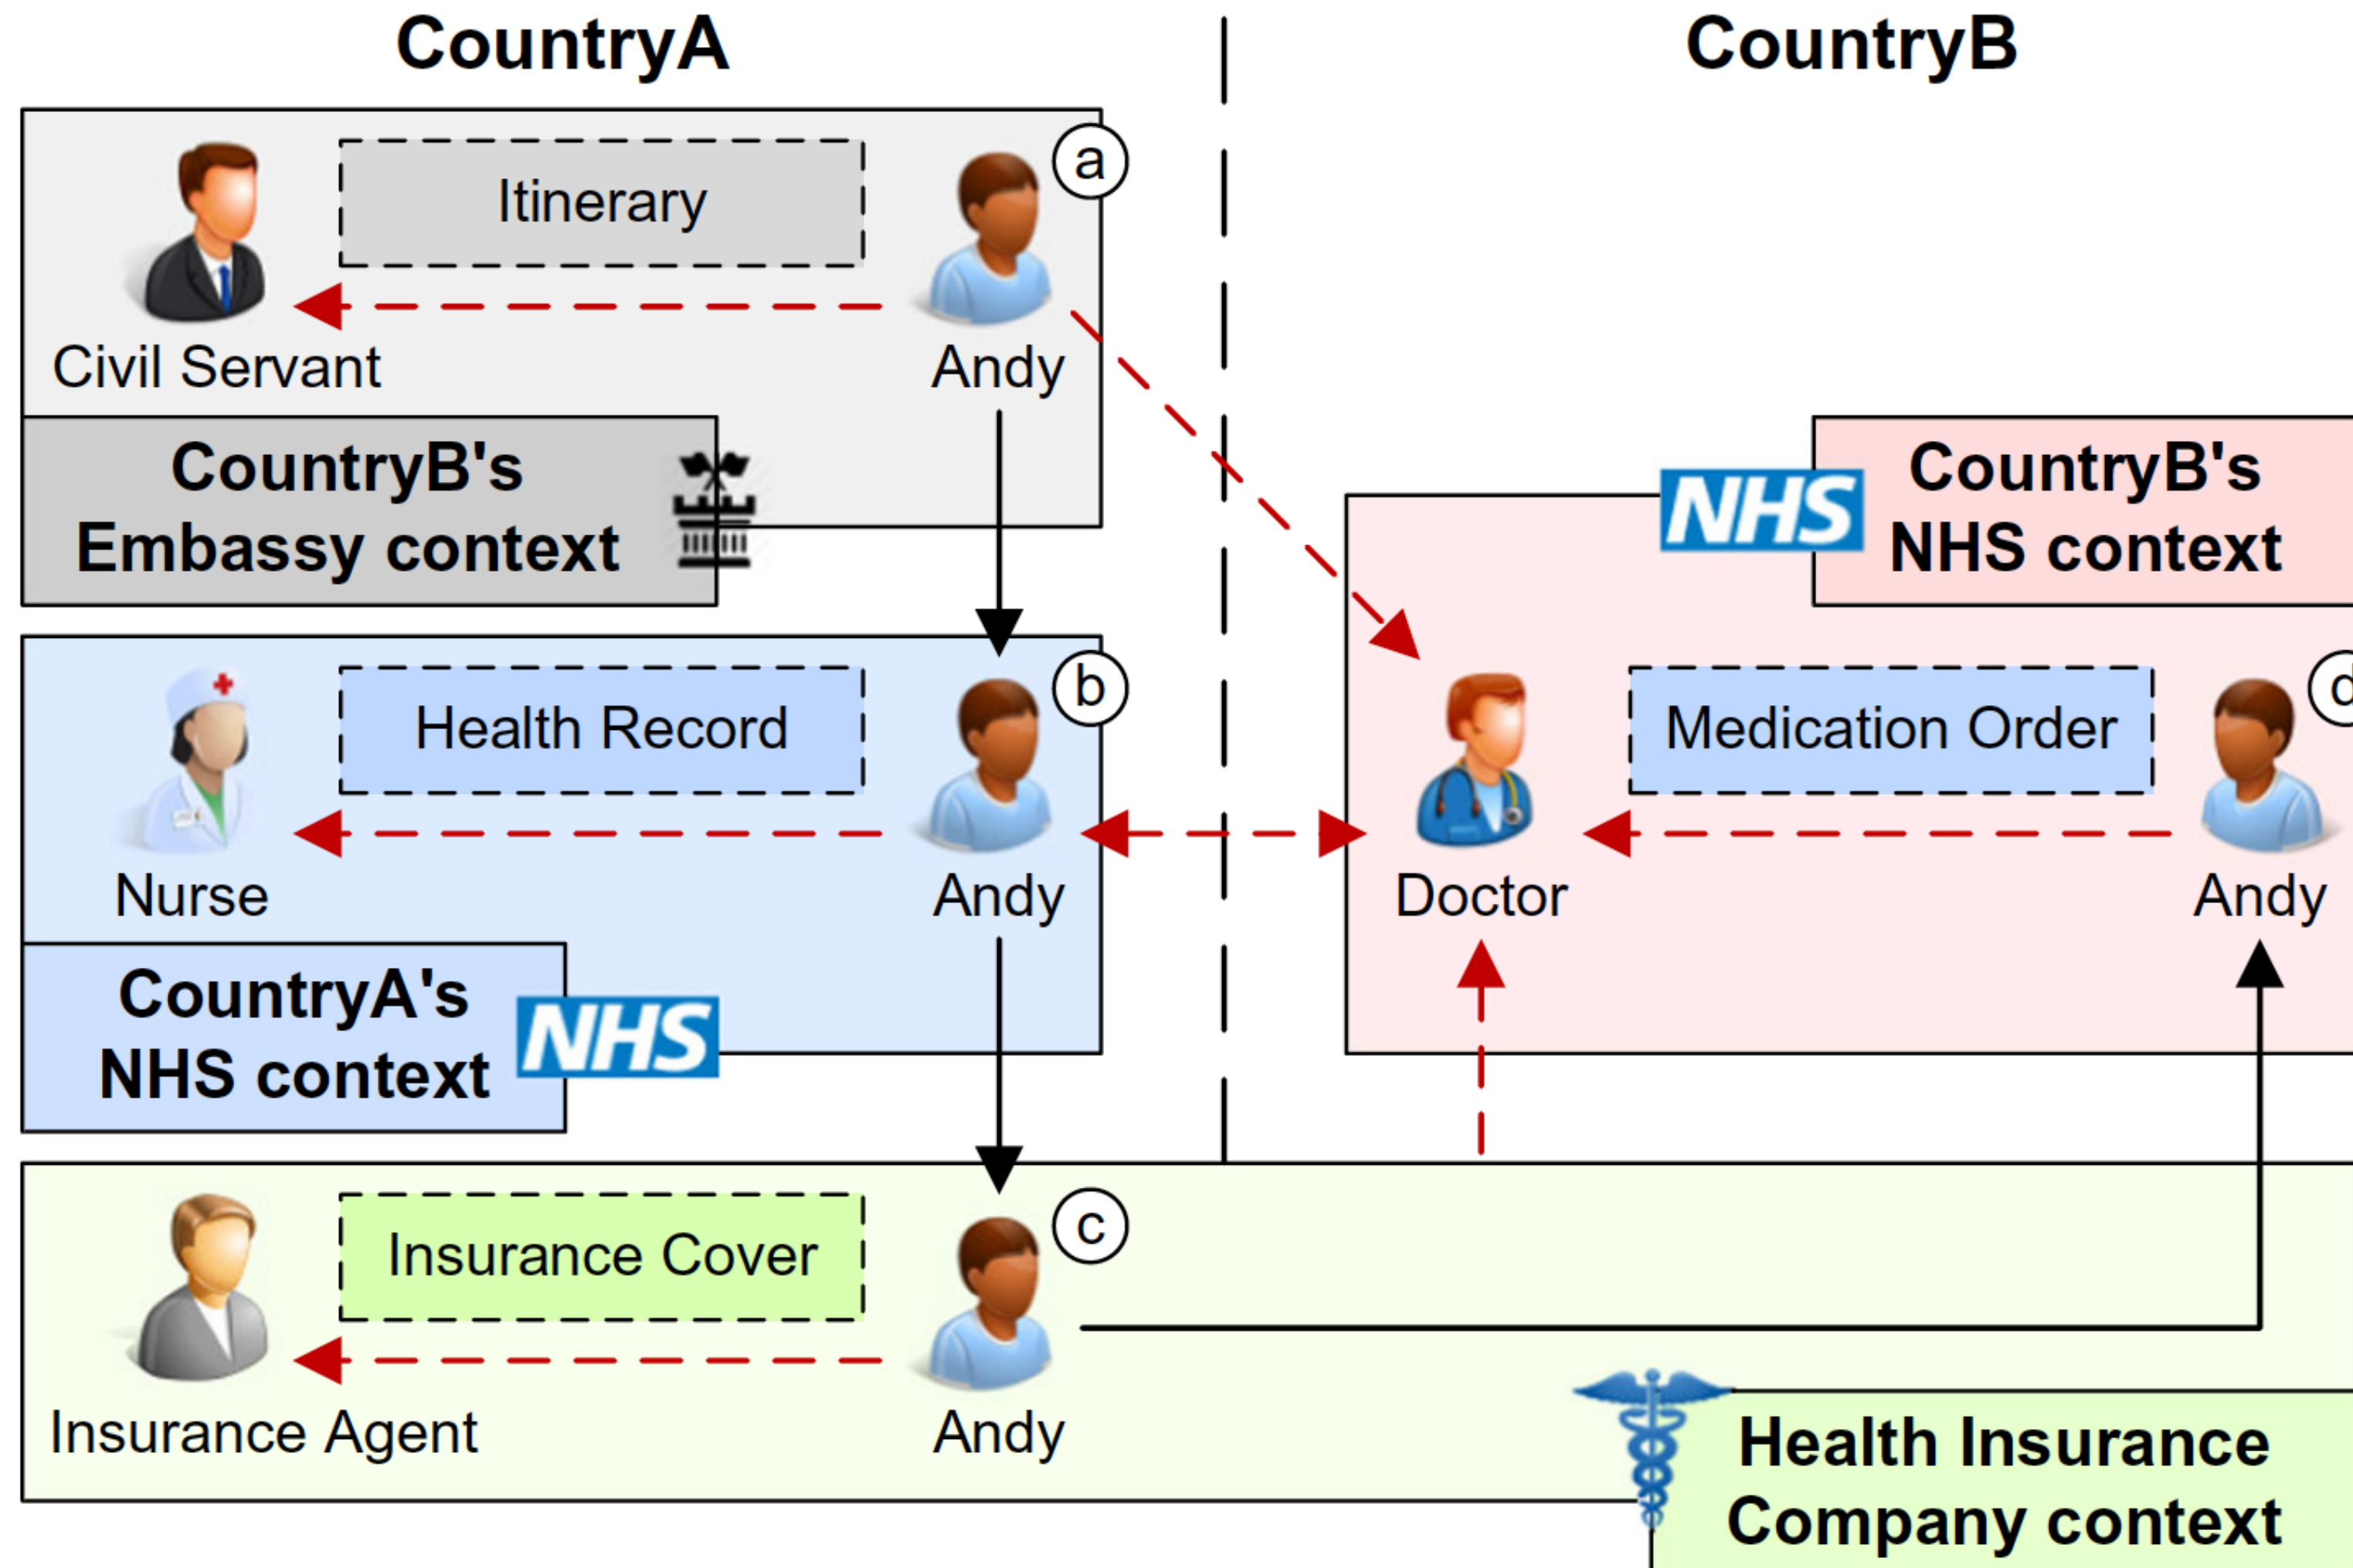 CountryA
CountryB
Itinerary
a
Civil Servant
Andy
CountryB's
Embassy context
NHS
CountryB's
NHS context
Health Record
b
Nurse
Andy
Medication Order
d
Doctor
Andy
CountryA's
NHS context
NHS
Insurance Cover
c
Insurance Agent
Andy
Health Insurance
Company context